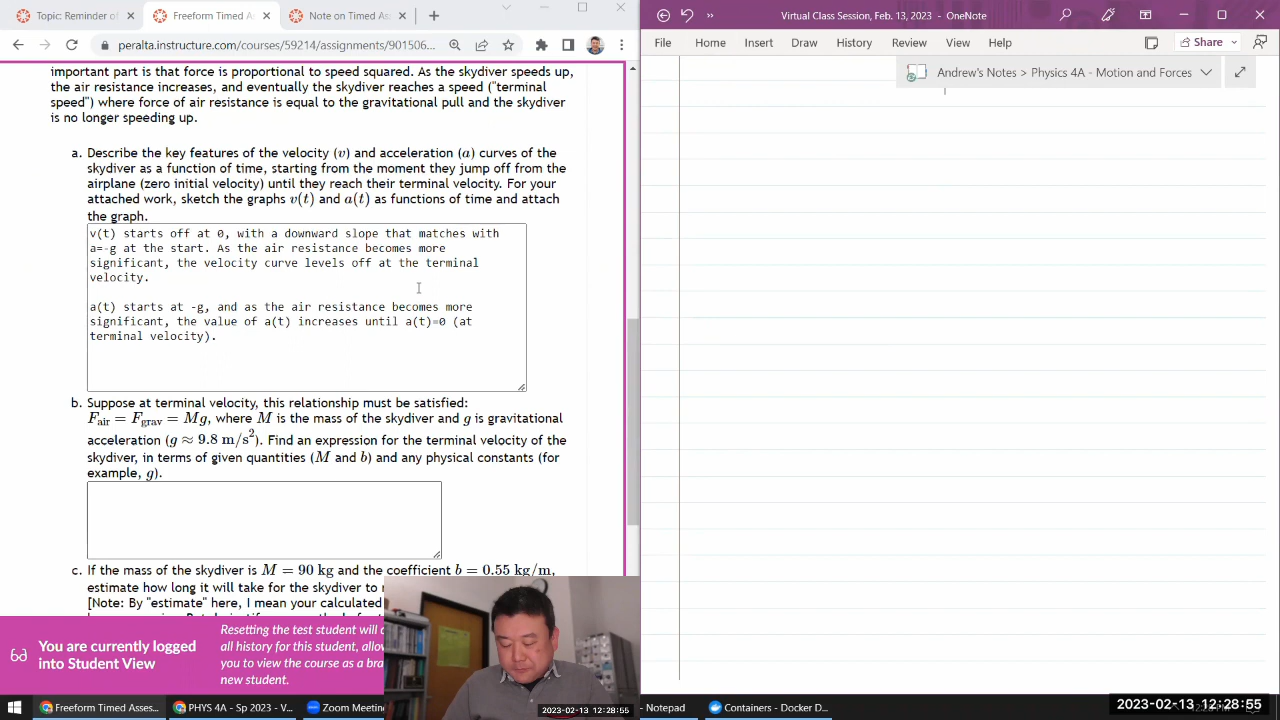 Topic: Reminder of
Freeform Timed A
Note on Timed Ass
Virtual Class Session, Feb. 13, 2023 - OneNote
peralta.instructure.com/courses/59214/assignments/901506...
File Home Insert Draw History Review View Help Share
Andrew's Notes > Physics 4A - Motion and Forces
important part is that force is proportional to speed squared. As the skydiver speeds up,
the air resistance increases, and eventually the skydiver reaches a speed ("terminal
speed") where force of air resistance is equal to the gravitational pull and the skydiver
is no longer speeding up.
a. Describe the key features of the velocity (v) and acceleration (a) curves of the
skydiver as a function of time, starting from the moment they jump off from the
airplane (zero initial velocity) until they reach their terminal velocity. For your
attached work, sketch the graphs v(t) and a(t) as functions of time and attach
the graph.
v(t) starts off at 0, with a downward slope that matches with
a=-g at the start. As the air resistance becomes more
significant, the velocity curve levels off at the terminal
velocity.
a(t) starts at -g, and as the air resistance becomes more
significant, the value of a(t) increases until a(t)=0 (at
terminal velocity).
b. Suppose at terminal velocity, this relationship must be satisfied:
F_air = F_grav = Mg, where M is the mass of the skydiver and g is gravitational
acceleration (g ≈ 9.8 m/s²). Find an expression for the terminal velocity of the
skydiver, in terms of given quantities (M and b) and any physical constants (for
example, g).
c. If the mass of the skydiver is M = 90 kg and the coefficient b = 0.55 kg/m,
estimate how long it will take for the skydiver to
[Note: By "estimate" here, I mean your calculated
You are currently logged
into Student View
Resetting the test student will
all history for this student, allow
you to view the course as a bra
new student.
Freeform Timed Asses...
PHYS 4A - Sp 2023 - V...
Zoom Meetin
- Notepad
Containers - Docker D...
2023-02-13 12:28:55
2023-02-13 12:28:55